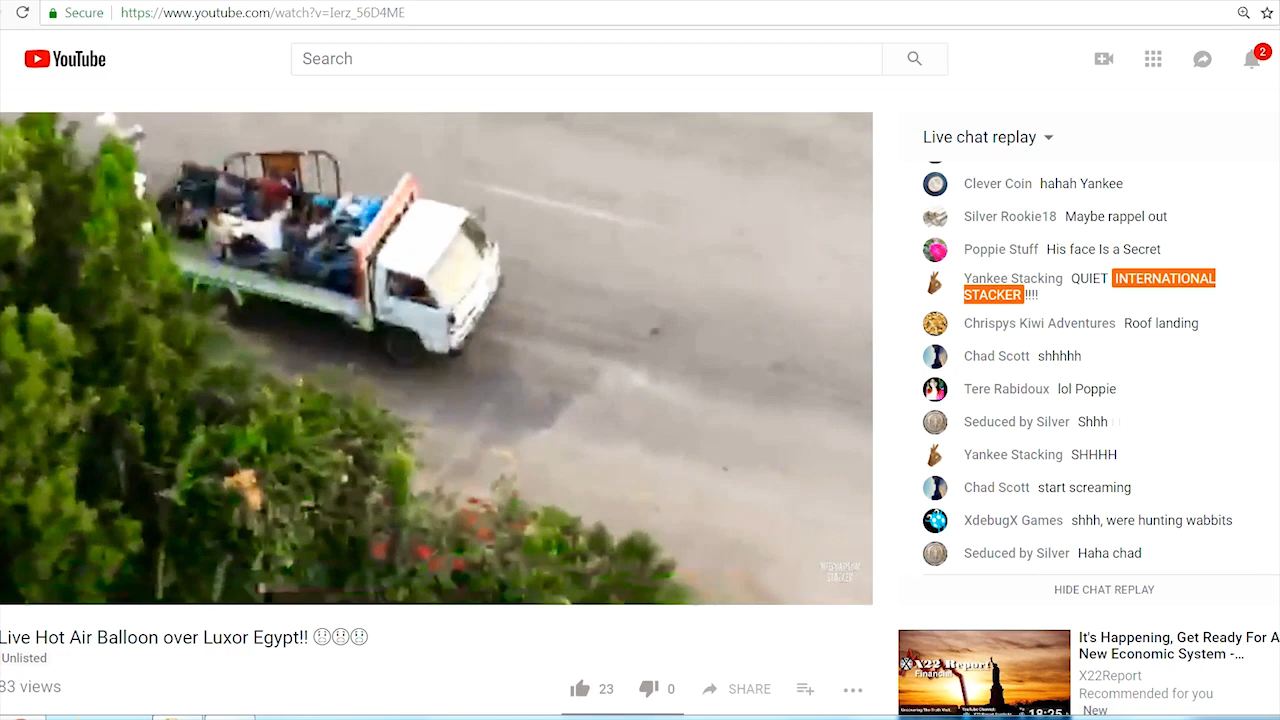 Secure https://www.youtube.com/watch?v=Ierz_56D4ME
YouTube
Search
2
Live chat replay
Clever Coin hahah Yankee
Silver Rookie18 Maybe rappel out
Poppie Stuff His face Is a Secret
Yankee Stacking QUIET INTERNATIONAL
STACKER !!!!
Chrispys Kiwi Adventures Roof landing
Chad Scott shhhhh
Tere Rabidoux lol Poppie
Seduced by Silver Shhh
Yankee Stacking SHHHH
Chad Scott start screaming
XdebugX Games shhh, were hunting wabbits
Seduced by Silver Haha chad
HIDE CHAT REPLAY
Live Hot Air Balloon over Luxor Egypt!!
Unlisted
83 views
23 0 SHARE
X22 Report
Financial
18:25
It's Happening, Get Ready For A
New Economic System -...
X22Report
Recommended for you
New